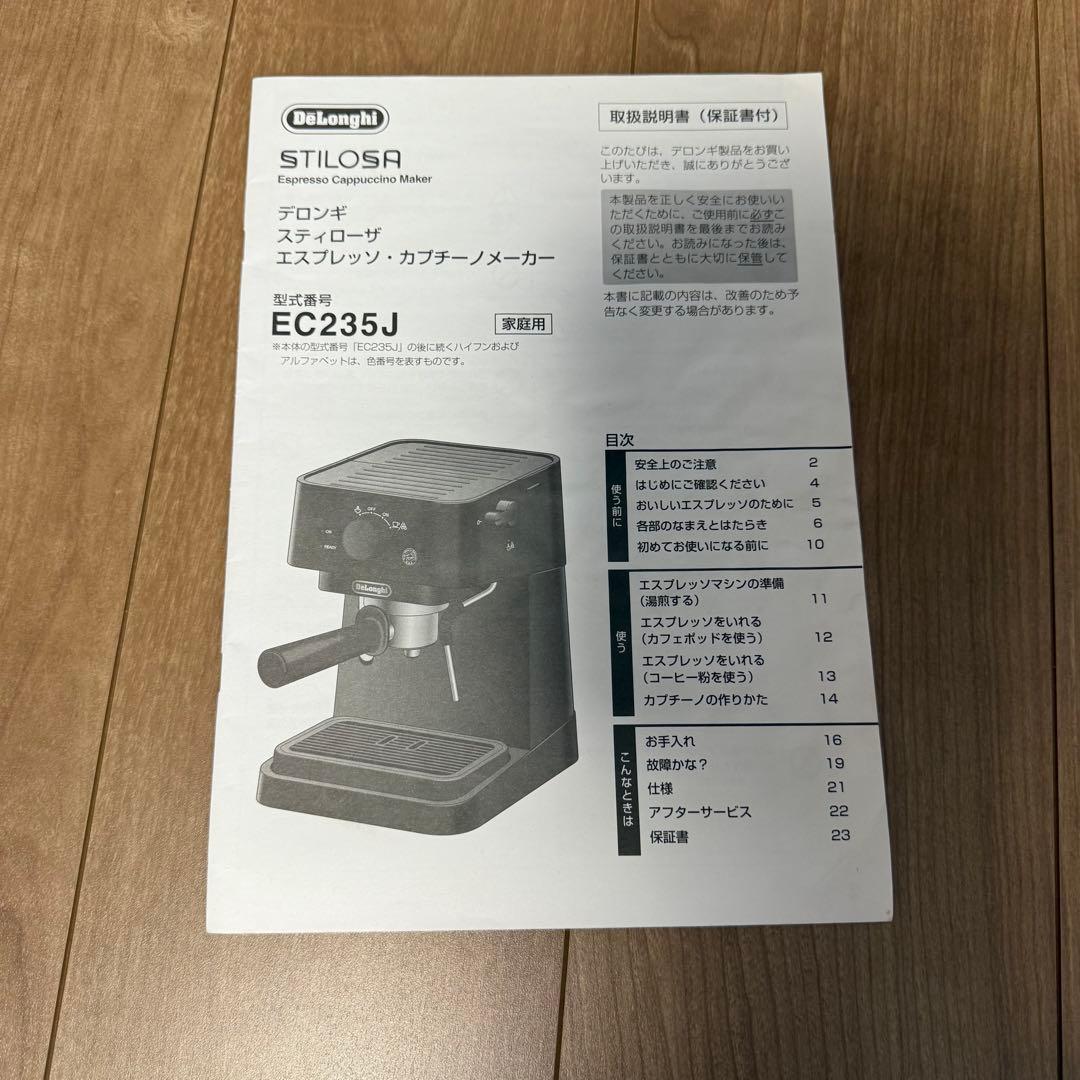 DeLonghi
STILOSA
Espresso Cappuccino Maker
デロンギ
スティローザ
エスプレッソ・カプチーノメーカー
型式番号
EC235J
家庭用
※本体の型式番号「EC235J」の後に続くハイフンおよび
アルファベットは、色番号を表すものです。
取扱説明書（保証書付）
このたびは、デロンギ製品をお買い
上げいただき、誠にありがとうござ
います。
本製品を正しく安全にお使いい
ただくために、ご使用前に必ずこ
の取扱説明書を最後までお読み
ください。お読みになった後は、
保証書とともに大切に保管して
ください。
本書に記載の内容は、改善のため予
告なく変更する場合があります。
OFF
ON
ON
READY
DeLonghi
目次
使う前に
安全上のご注意 2
はじめにご確認ください 4
おいしいエスプレッソのために 5
各部のなまえとはたらき 6
初めてお使いになる前に 10
使う
エスプレッソマシンの準備
（湯煎する） 11
エスプレッソをいれる
（カフェポッドを使う） 12
エスプレッソをいれる
（コーヒー粉を使う） 13
カプチーノの作りかた 14
こんなときは
お手入れ 16
故障かな？ 19
仕様 21
アフターサービス 22
保証書 23